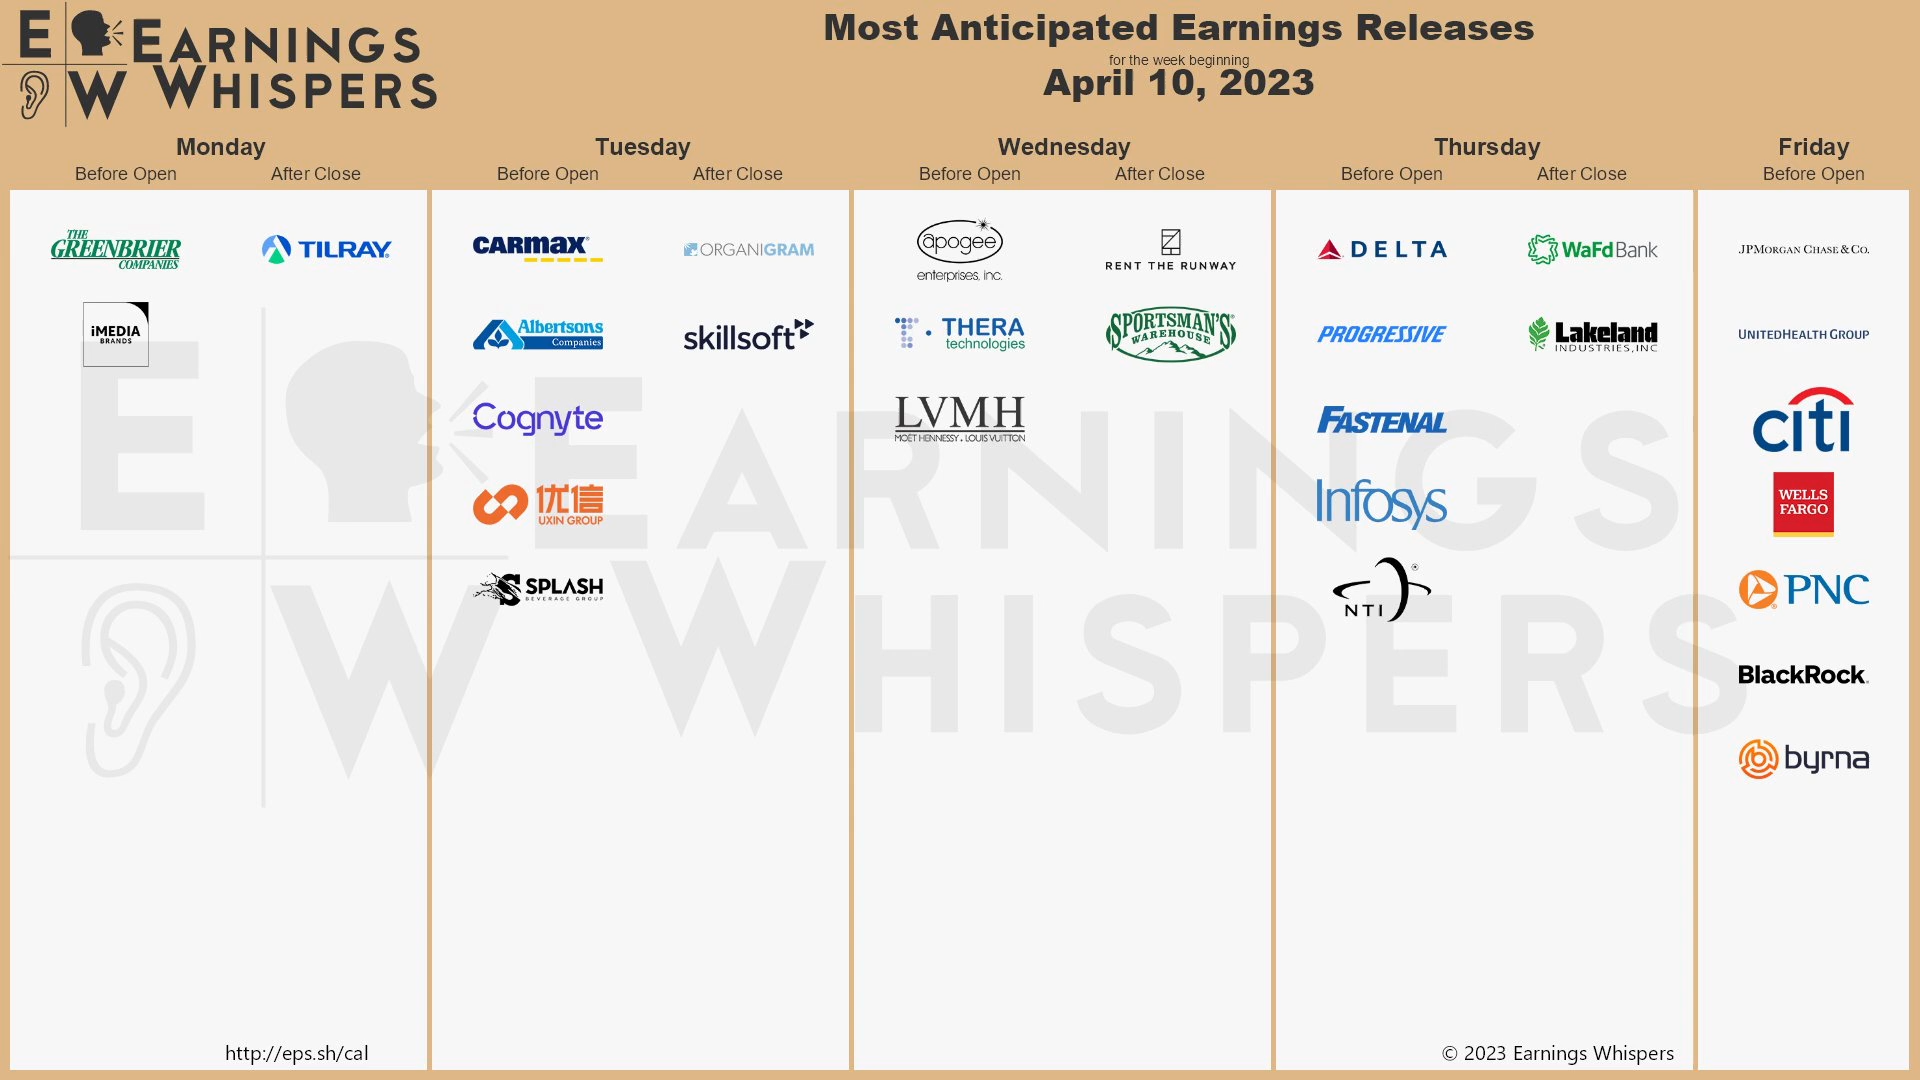 E
W
EARNINGS
WHISPERS
Most Anticipated Earnings Releases
for the week beginning
April 10, 2023
Monday
Before Open
After Close
THE
GREENBRIER
COMPANIES
iMEDIA
BRANDS
TILRAY
Tuesday
Before Open
After Close
CARMAX
Albertsons
Companies
Cognyte
优信
UXIN GROUP
S SPLASH
BEVERAGE GROUP
ORGANIGRAM
skillsoft
Wednesday
Before Open
After Close
apogee
enterprises, inc.
T. THERA
technologies
LVMH
MOËT HENNESSY . LOUIS VUITTON
RENT THE RUNWAY
SPORTSMAN'S
WAREHOUSE
Thursday
Before Open
After Close
DELTA
PROGRESSIVE
FASTENAL
Infosys
NTI
WaFd Bank
Lakeland
INDUSTRIES, INC
Friday
Before Open
JPMORGAN CHASE & CO.
UNITEDHEALTH GROUP
citi
WELLS
FARGO
PNC
BlackRock
byrna
E
W
EARNINGS
WHISPERS
http://eps.sh/cal
© 2023 Earnings Whispers